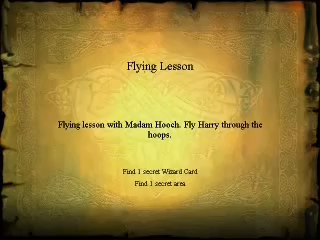 Flying Lesson
Flying lesson with Madam Hooch. Fly Harry through the
hoops.
Find 1 secret Wizard Card
Find 1 secret area